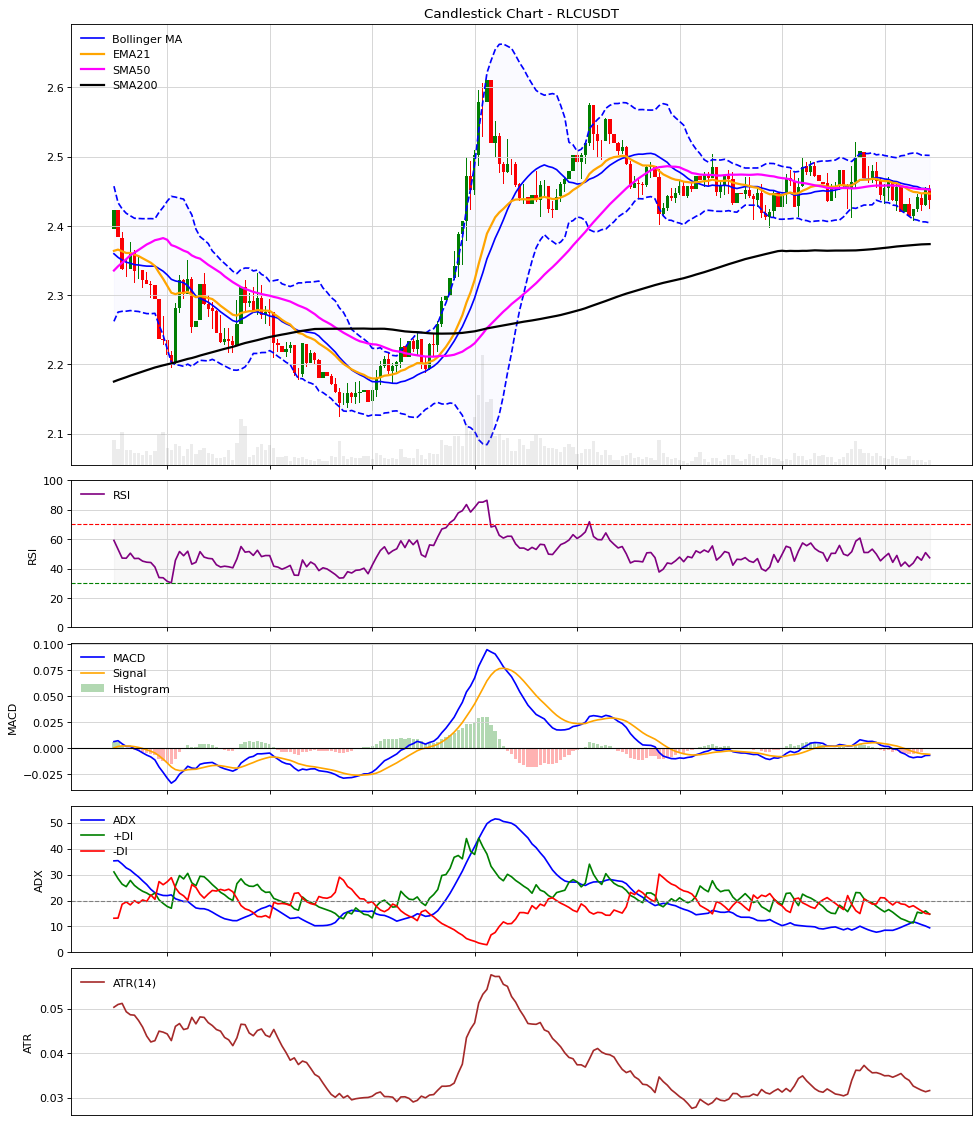 Candlestick Chart - RLCUSDT
Bollinger MA
EMA21
SMA50
SMA200
2.6
2.5
2.4
2.3
2.2
2.1
RSI
RSI
100
80
60
40
20
0
MACD
Signal
Histogram
MACD
0.100
0.075
0.050
0.025
0.000
−0.025
ADX
+DI
-DI
ADX
50
40
30
20
10
0
ATR(14)
ATR
0.05
0.04
0.03